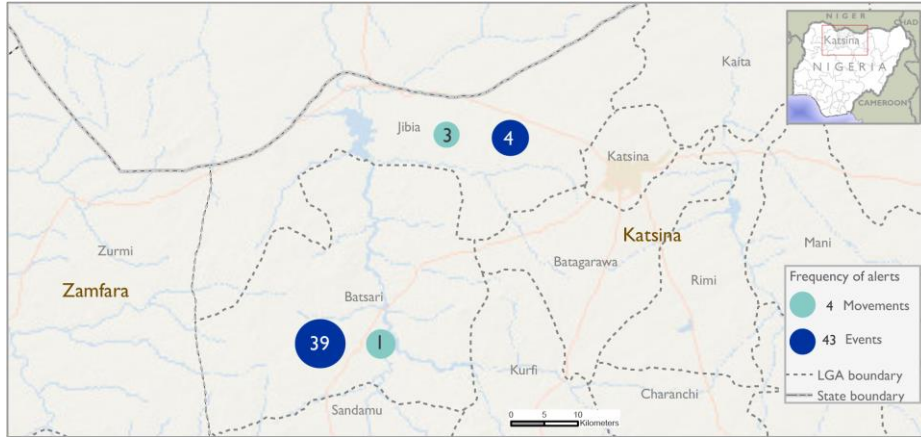 NIGER
CHAD
Katsina
NIGERIA
CAMEROON
Kaita
Jibia
3
4
Katsina
Zurmi
Zamfara
Katsina
Mani
Batagarawa
Rimi
Batsari
39
1
Kurfi
Charanchi
Sandamu
0 5 10
Kilometers
Frequency of alerts
4 Movements
43 Events
LGA boundary
State boundary